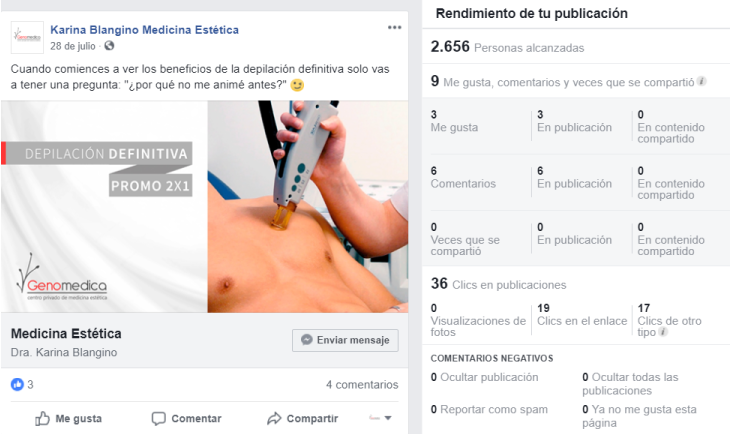 Karina Blangino Medicina Estética
28 de julio
Cuando comiences a ver los beneficios de la depilación definitiva solo vas
a tener una pregunta: "¿por qué no me animé antes?" 😉
DEPILACIÓN DEFINITIVA
PROMO 2X1
Genomedica
centro privado de medicina estética
Medicina Estética
Dra. Karina Blangino
Enviar mensaje
3
4 comentarios
Me gusta
Comentar
Compartir
Rendimiento de tu publicación
2.656 Personas alcanzadas
9 Me gusta, comentarios y veces que se compartió
3
Me gusta
3
En publicación
0
En contenido
compartido
6
Comentarios
6
En publicación
0
En contenido
compartido
0
Veces que se
compartió
0
En publicación
0
En contenido
compartido
36 Clics en publicaciones
0
Visualizaciones de
fotos
19
Clics en el enlace
17
Clics de otro
tipo
COMENTARIOS NEGATIVOS
0 Ocultar publicación
0 Ocultar todas las
publicaciones
0 Reportar como spam
0 Ya no me gusta esta
página